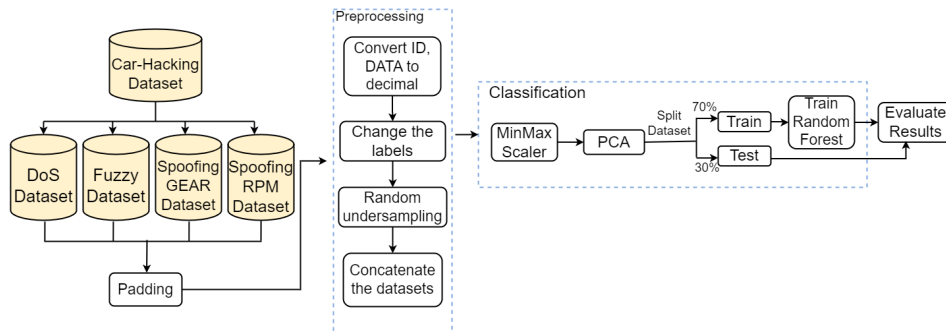 Car-Hacking
Dataset
DoS
Dataset
Fuzzy
Dataset
Spoofing
GEAR
Dataset
Spoofing
RPM
Dataset
Padding
Preprocessing
Convert ID,
DATA to
decimal
Change the
labels
Random
undersampling
Concatenate
the datasets
Classification
MinMax
Scaler
PCA
Split
Dataset
70%
30%
Train
Test
Train
Random
Forest
Evaluate
Results